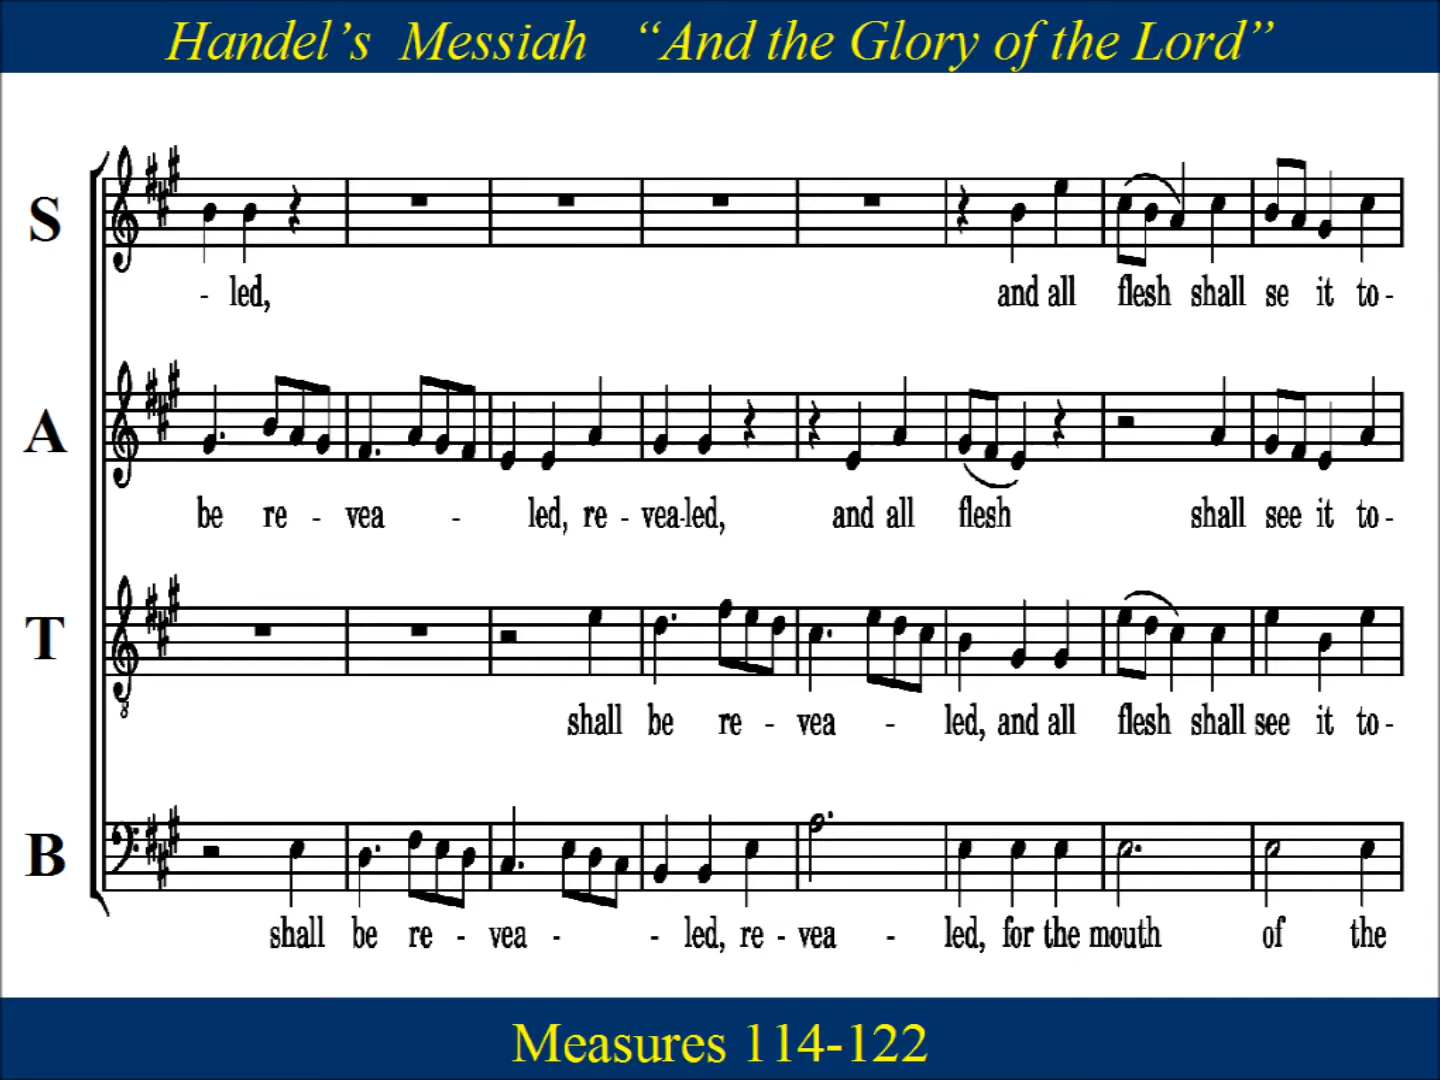 Handel's Messiah "And the Glory of the Lord"
S
- led, and all flesh shall se it to -
A
be re - vea - led, re - vea-led, and all flesh shall see it to -
T
8
shall be re - vea - led, and all flesh shall see it to -
B
shall be re - vea - - led, re - vea - led, for the mouth of the
Measures 114-122